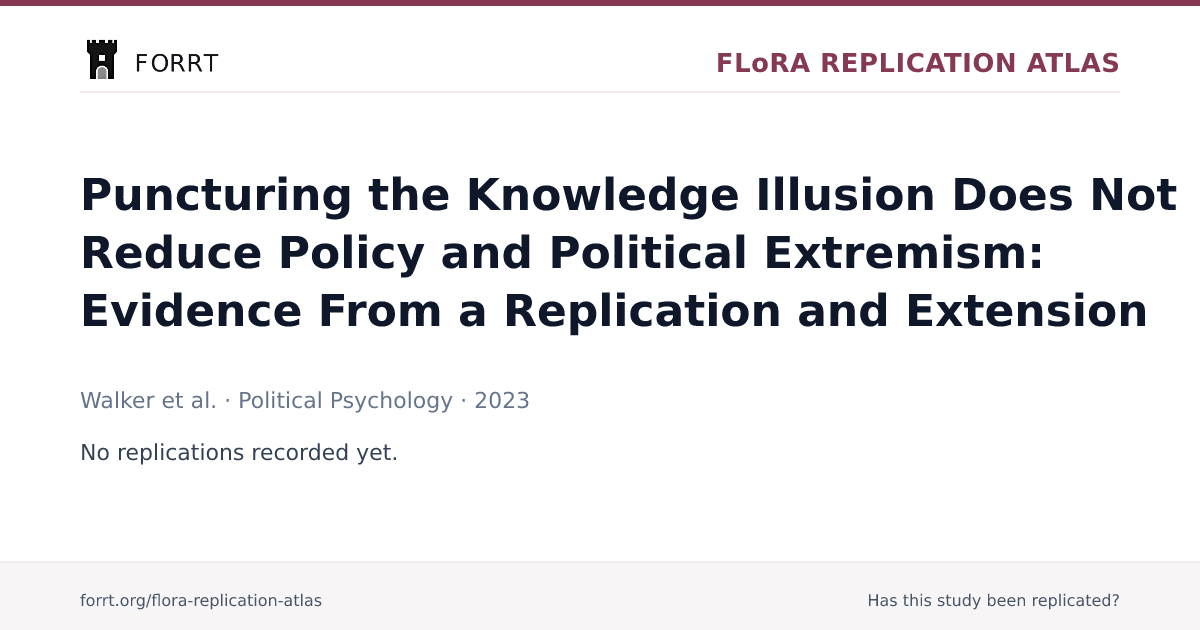 FORRT
FLoRA REPLICATION ATLAS
Puncturing the Knowledge Illusion Does Not
Reduce Policy and Political Extremism:
Evidence From a Replication and Extension
Walker et al. · Political Psychology · 2023
No replications recorded yet.
forrt.org/flora-replication-atlas
Has this study been replicated?